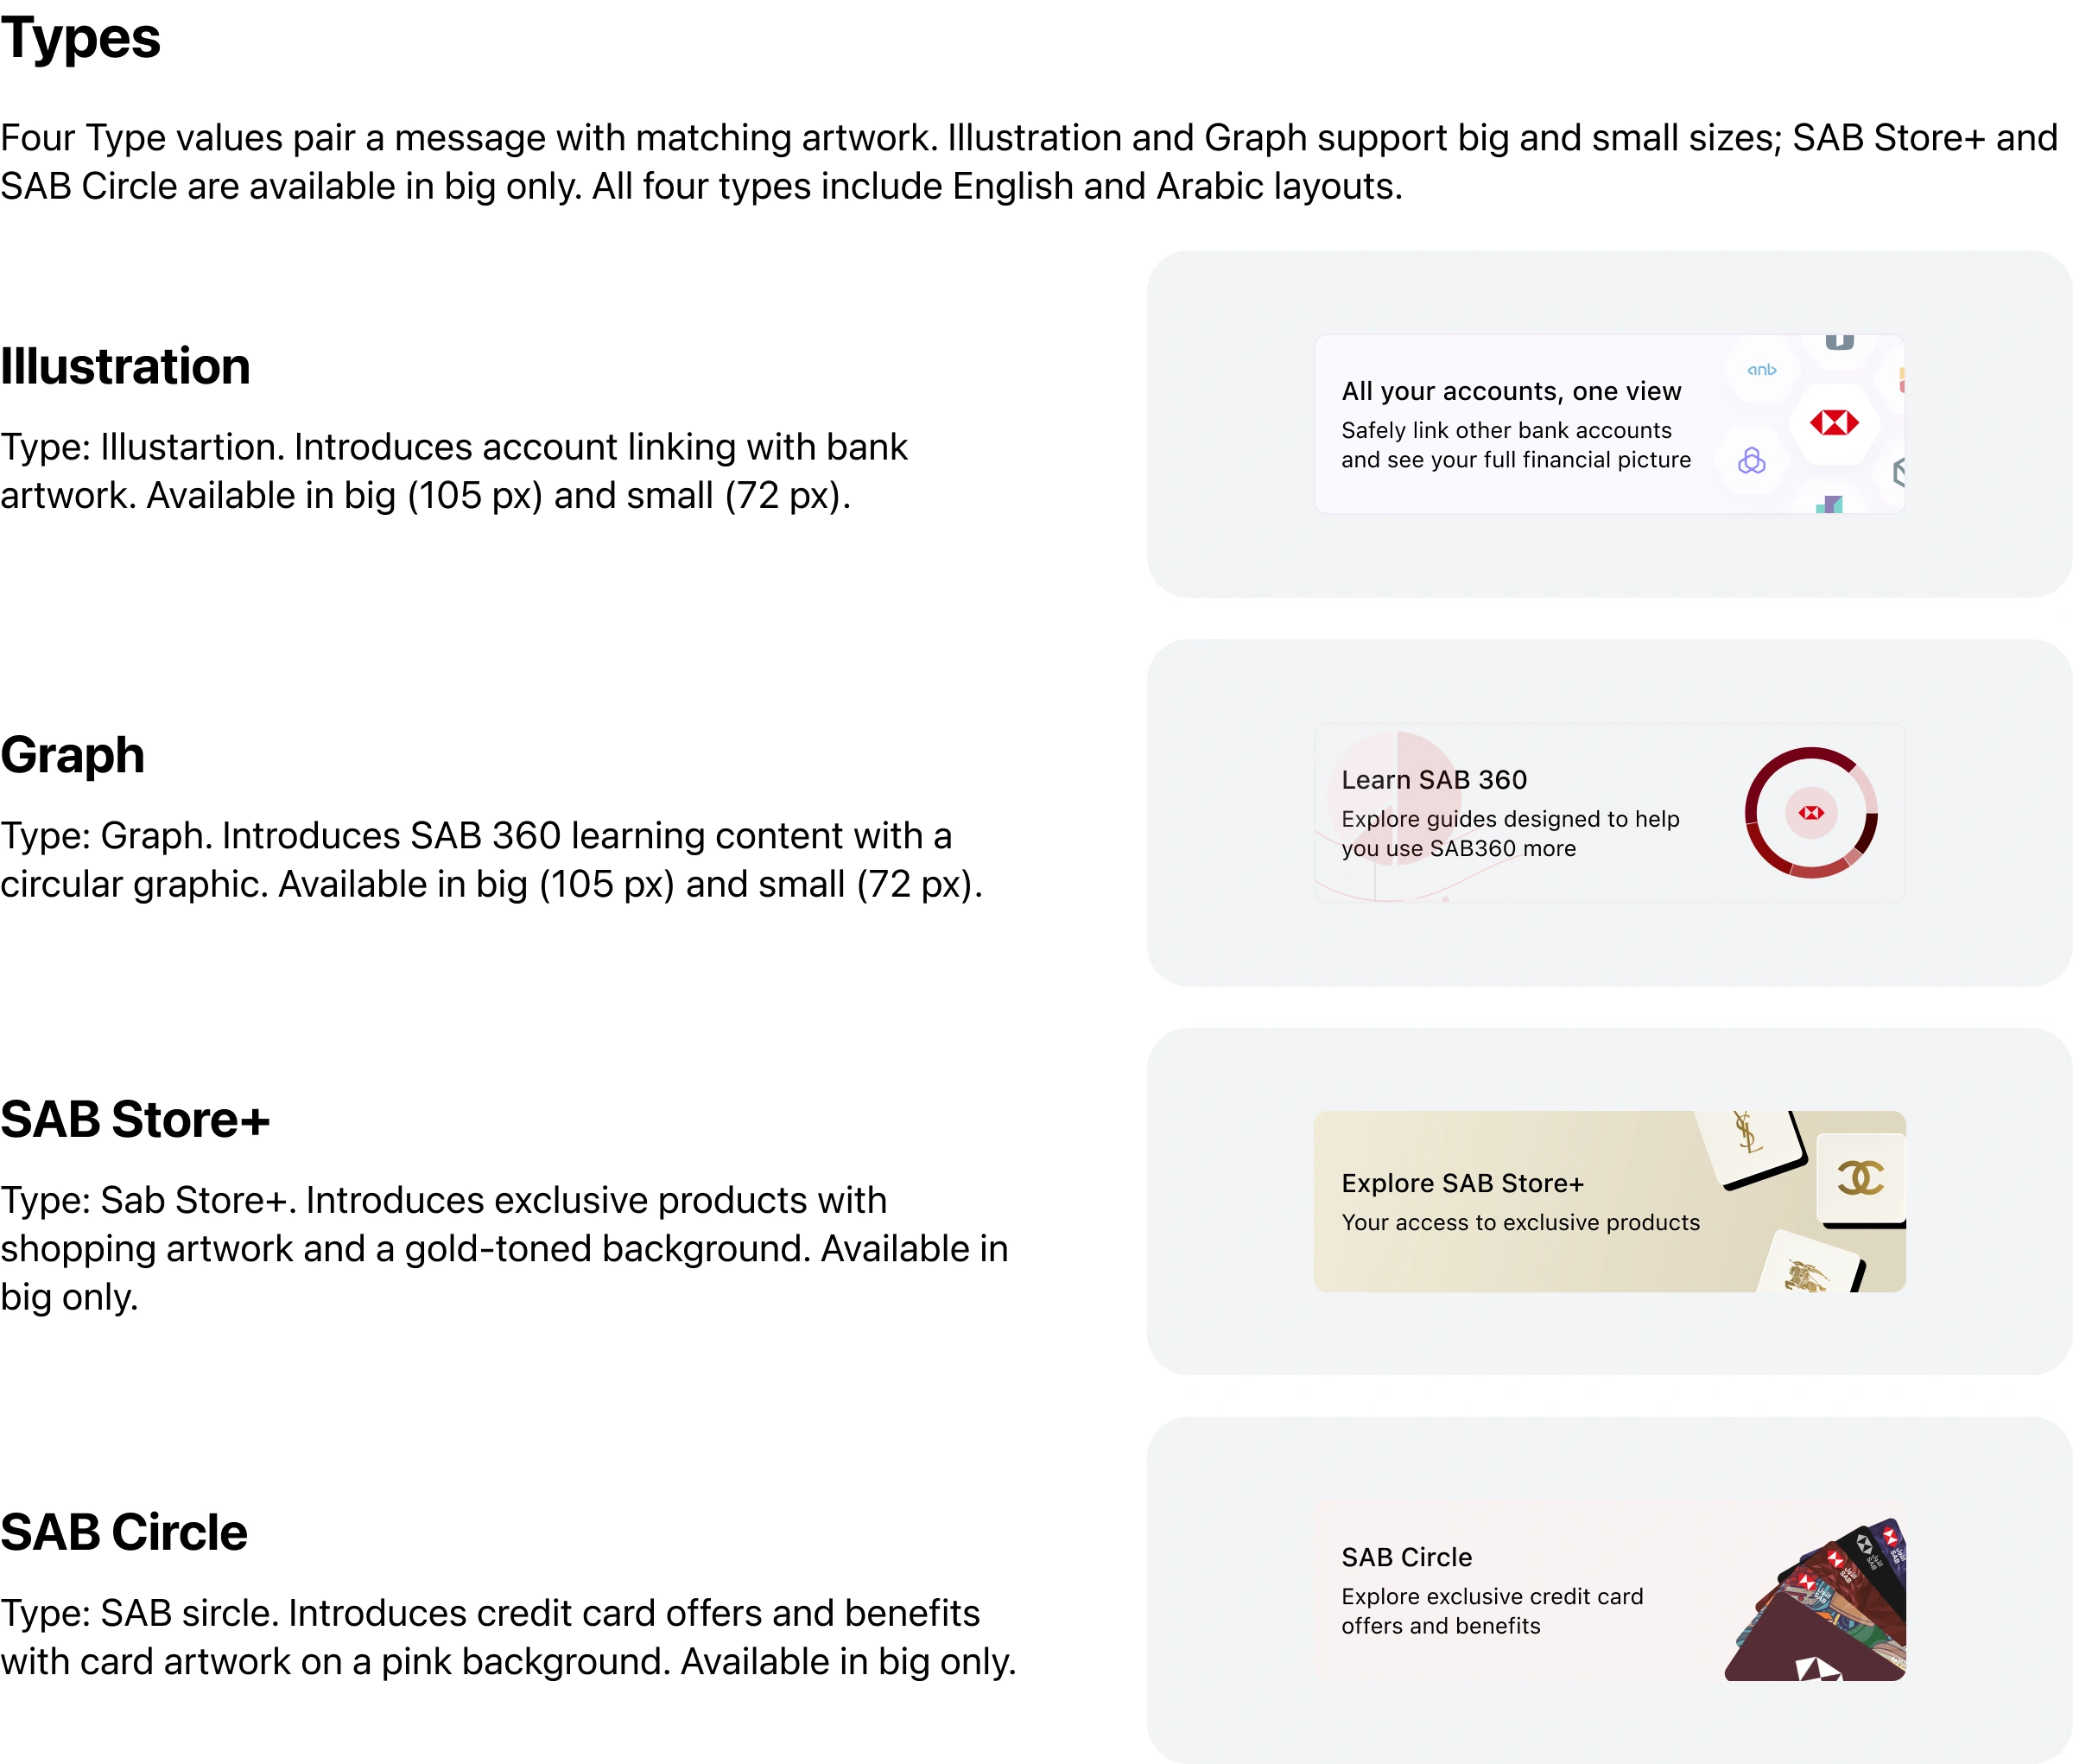 Types
Four Type values pair a message with matching artwork. Illustration and Graph support big and small sizes; SAB Store+ and
SAB Circle are available in big only. All four types include English and Arabic layouts.
Illustration
Type: Illustartion. Introduces account linking with bank
artwork. Available in big (105 px) and small (72 px).
All your accounts, one view
Safely link other bank accounts
and see your full financial picture
anb
Graph
Type: Graph. Introduces SAB 360 learning content with a
circular graphic. Available in big (105 px) and small (72 px).
Learn SAB 360
Explore guides designed to help
you use SAB360 more
SAB Store+
Type: Sab Store+. Introduces exclusive products with
shopping artwork and a gold-toned background. Available in
big only.
Explore SAB Store+
Your access to exclusive products
YSL
SAB Circle
Type: SAB sircle. Introduces credit card offers and benefits
with card artwork on a pink background. Available in big only.
SAB Circle
Explore exclusive credit card
offers and benefits
الأول
SAB
الأول
SAB
الأول
SAB
SAB